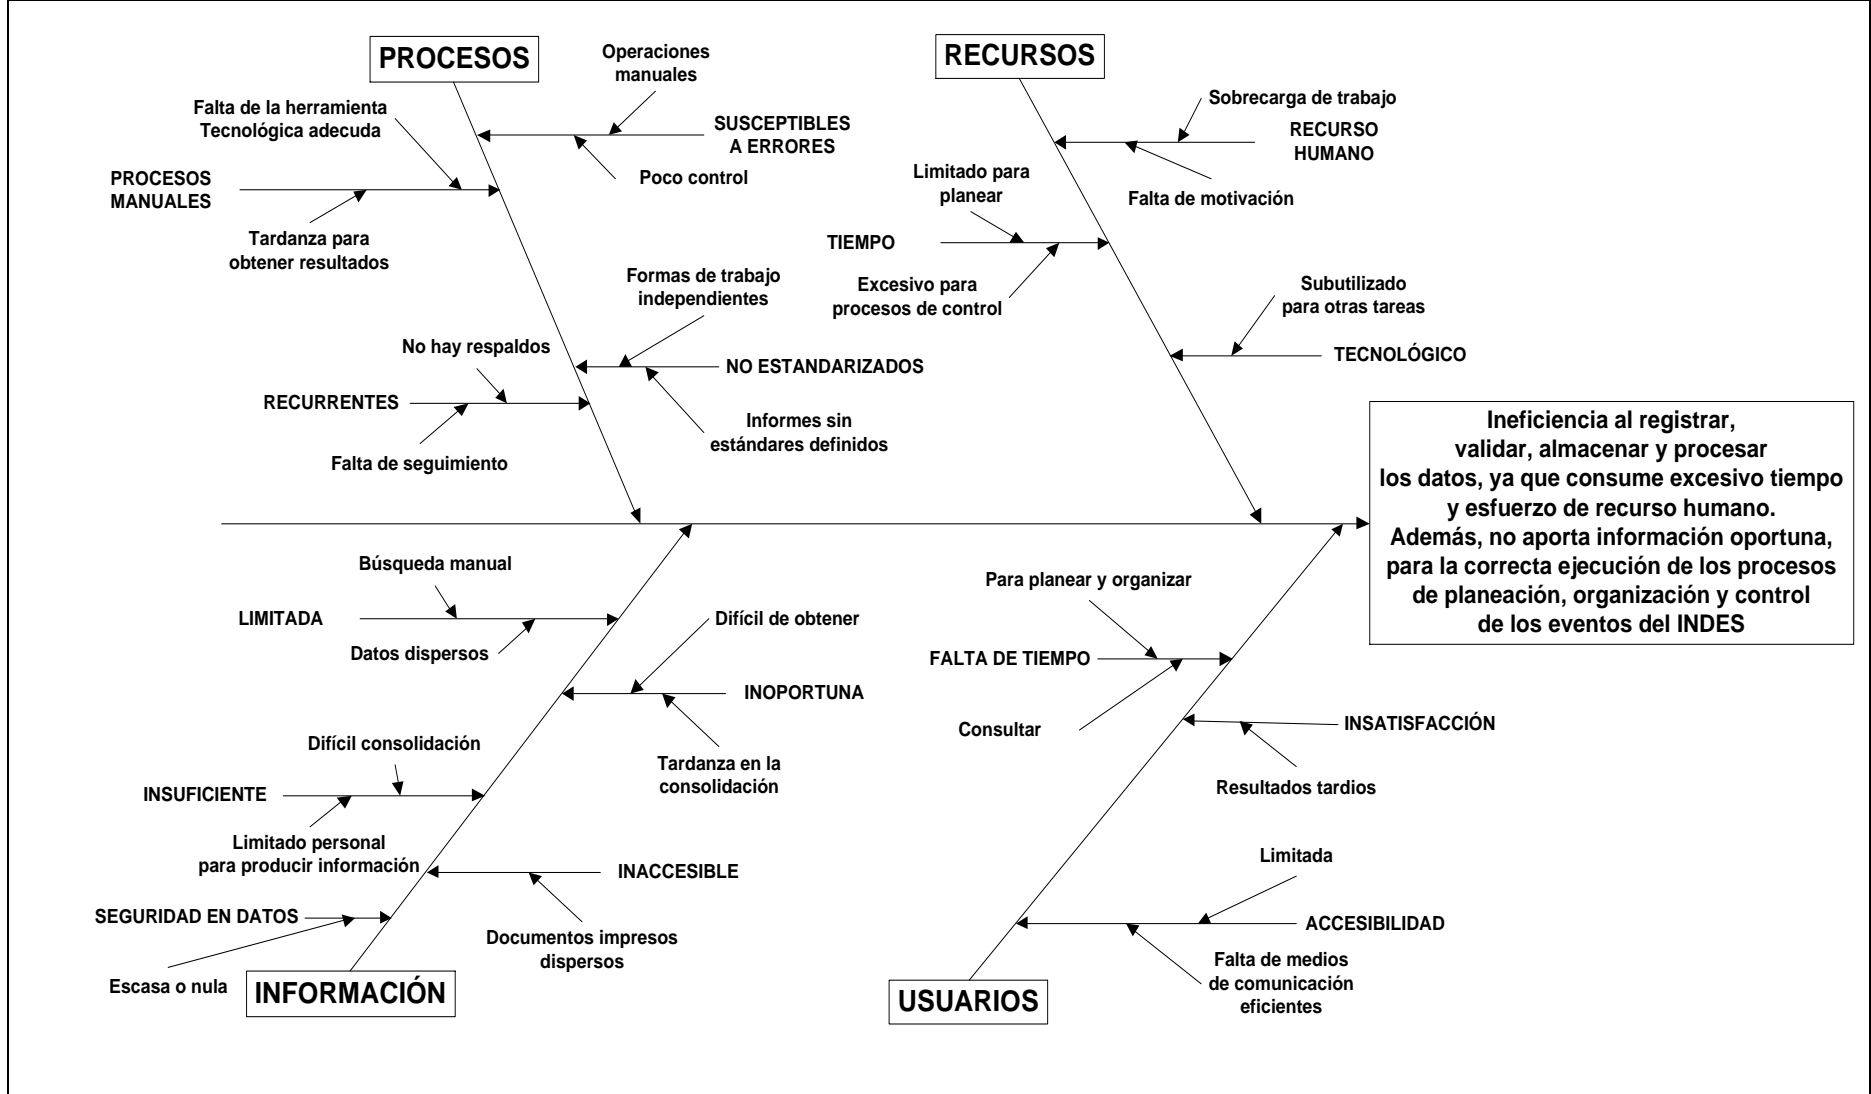 PROCESOS
Operaciones
manuales
Falta de la herramienta
Tecnológica adecuda
SUSCEPTIBLES
A ERRORES
PROCESOS
MANUALES
Poco control
Tardanza para
obtener resultados
Formas de trabajo
independientes
No hay respaldos
NO ESTANDARIZADOS
RECURRENTES
Informes sin
estándares definidos
Falta de seguimiento
RECURSOS
Sobrecarga de trabajo
RECURSO
HUMANO
Limitado para
planear
Falta de motivación
TIEMPO
Excesivo para
procesos de control
Subutilizado
para otras tareas
TECNOLÓGICO
Ineficiencia al registrar,
validar, almacenar y procesar
los datos, ya que consume excesivo tiempo
y esfuerzo de recurso humano.
Además, no aporta información oportuna,
para la correcta ejecución de los procesos
de planeación, organización y control
de los eventos del INDES
Búsqueda manual
LIMITADA
Datos dispersos
Difícil de obtener
INOPORTUNA
Tardanza en la
consolidación
Difícil consolidación
INSUFICIENTE
Limitado personal
para producir información
INACCESIBLE
Documentos impresos
dispersos
SEGURIDAD EN DATOS
Escasa o nula
INFORMACIÓN
Para planear y organizar
FALTA DE TIEMPO
Consultar
INSATISFACCIÓN
Resultados tardios
Limitada
ACCESIBILIDAD
Falta de medios
de comunicación
eficientes
USUARIOS